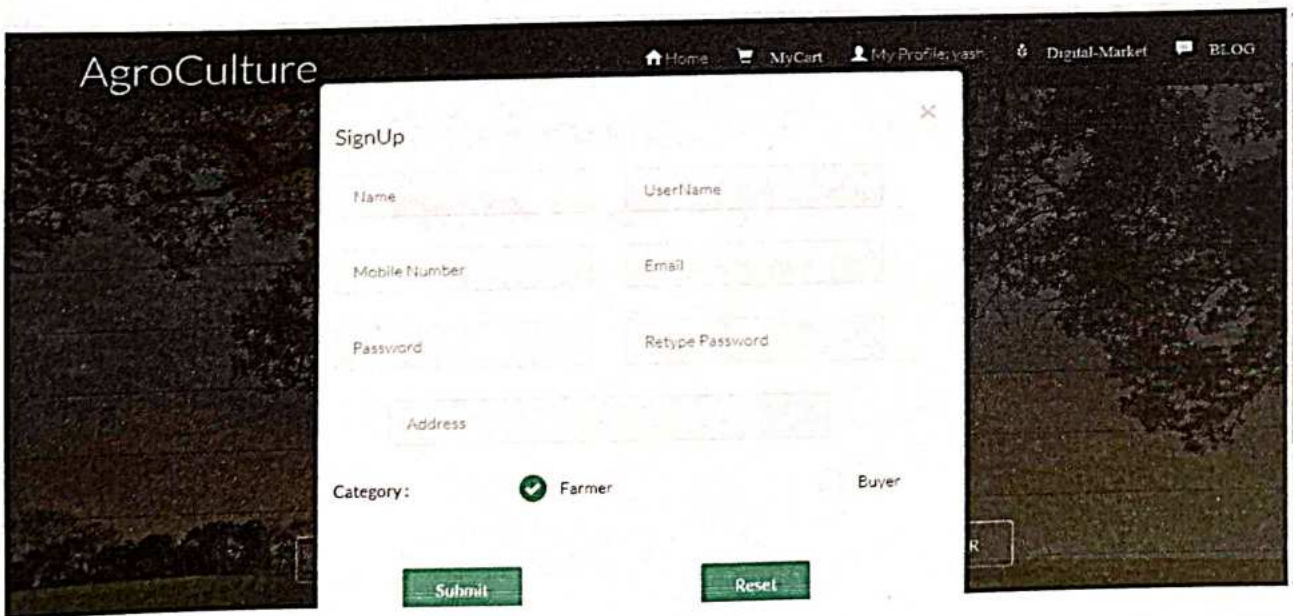 AgroCulture
Home MyCart My Profile: yash Digital-Market BLOG
SignUp
Name UserName
Mobile Number Email
Password Retype Password
Address
Category: Farmer Buyer
R
Submit Reset